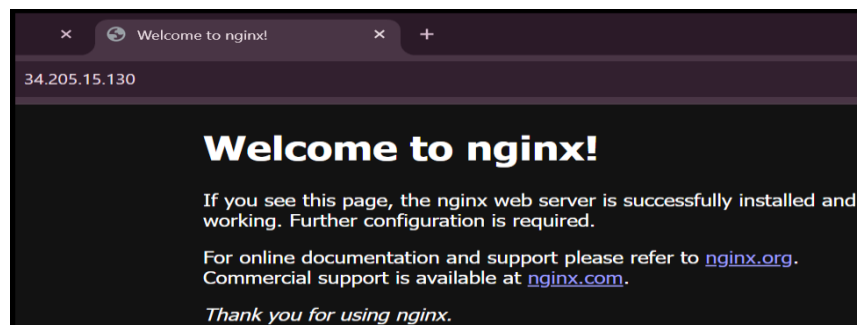 Welcome to nginx!
34.205.15.130
Welcome to nginx!
If you see this page, the nginx web server is successfully installed and
working. Further configuration is required.
For online documentation and support please refer to nginx.org.
Commercial support is available at nginx.com.
Thank you for using nginx.